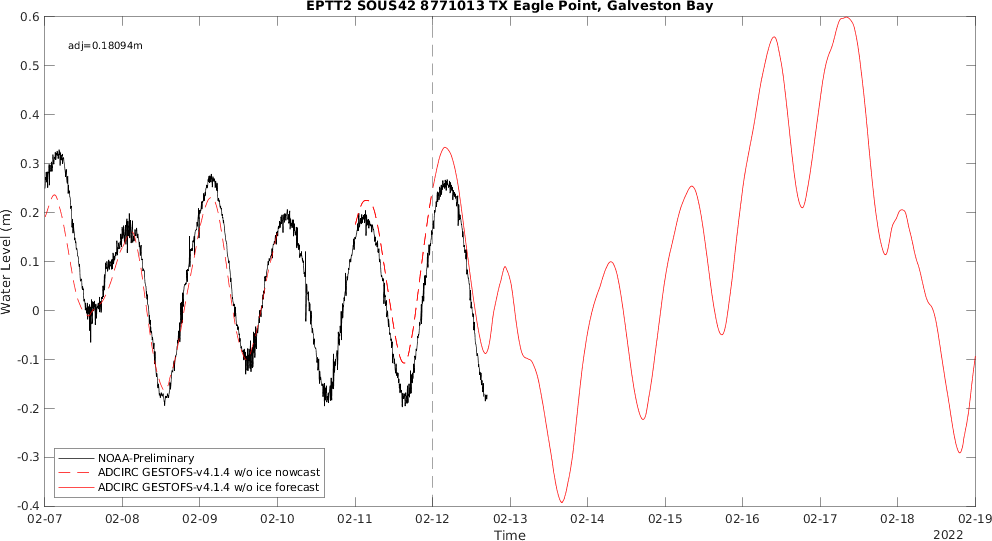 EPTT2 SOUS42 8771013 TX Eagle Point, Galveston Bay
adj=0.18094m
0.6
0.5
0.4
0.3
0.2
0.1
0
-0.1
-0.2
-0.3
-0.4
Water Level (m)
NOAA-Preliminary
ADCIRC GESTOFS-v4.1.4 w/o ice nowcast
ADCIRC GESTOFS-v4.1.4 w/o ice forecast
02-07 02-08 02-09 02-10 02-11 02-12 02-13 02-14 02-15 02-16 02-17 02-18 02-19
Time
2022